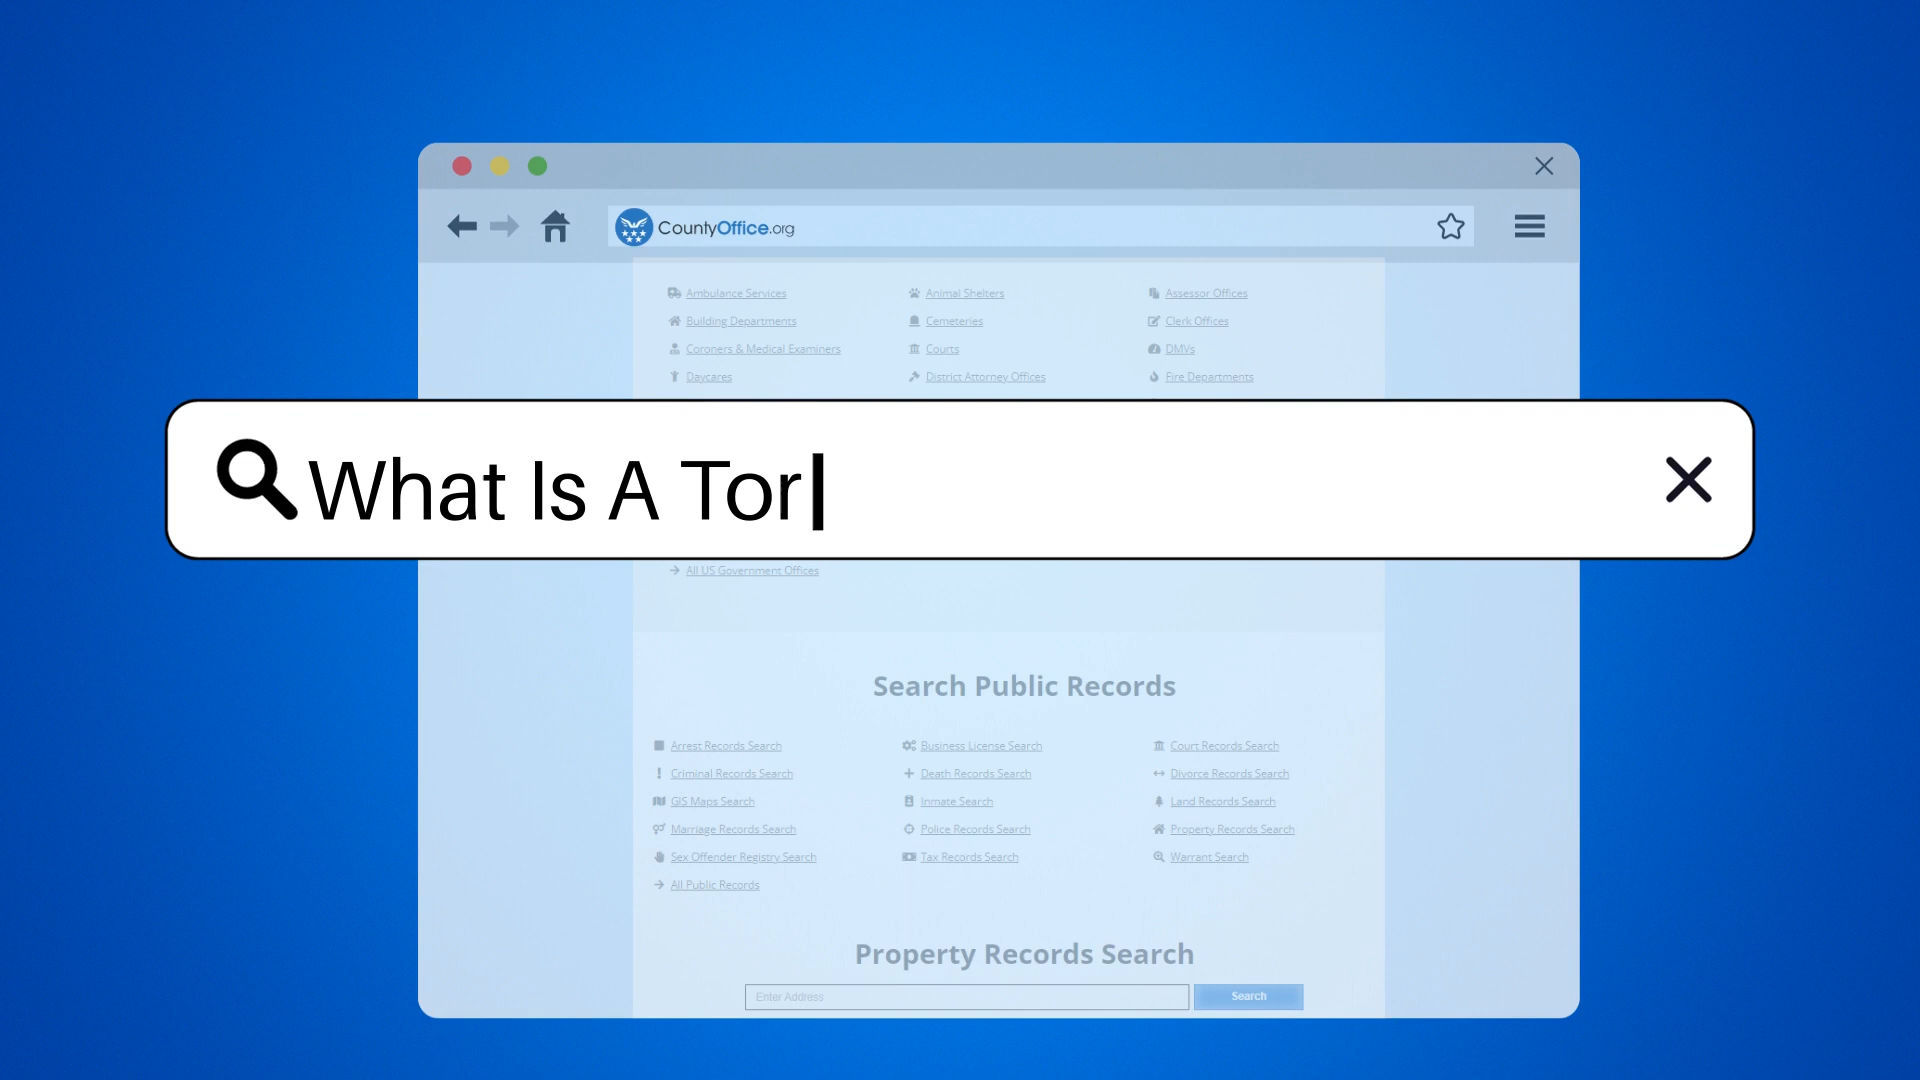 CountyOffice.org
Ambulance Services Animal Shelters Assessor Offices
Building Departments Cemeteries Clerk Offices
Coroners & Medical Examiners Courts DMVs
Daycares District Attorney Offices Fire Departments
What Is A Tor
All US Government Offices
Search Public Records
Arrest Records Search Business License Search Court Records Search
Criminal Records Search Death Records Search Divorce Records Search
GIS Maps Search Inmate Search Land Records Search
Marriage Records Search Police Records Search Property Records Search
Sex Offender Registry Search Tax Records Search Warrant Search
All Public Records
Property Records Search
Enter Address Search